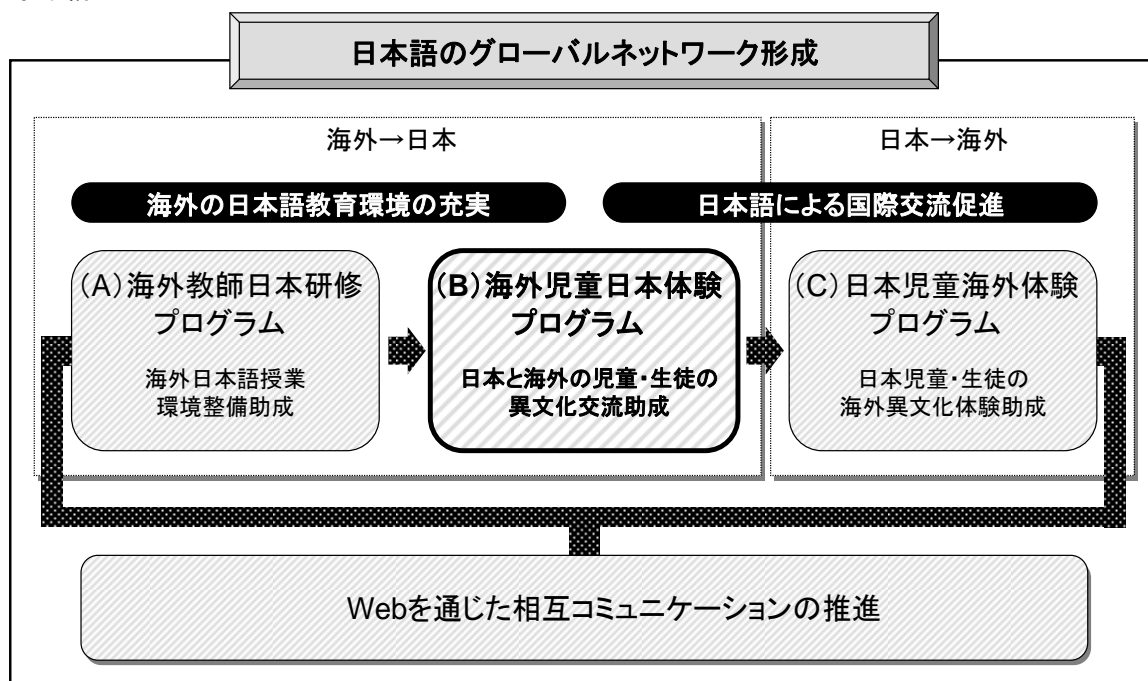 日本語のグローバルネットワーク形成
海外→日本
日本→海外
海外の日本語教育環境の充実
日本語による国際交流促進
(A)海外教師日本研修
プログラム
海外日本語授業
環境整備助成
(B)海外児童日本体験
プログラム
日本と海外の児童・生徒の
異文化交流助成
(C)日本児童海外体験
プログラム
日本児童・生徒の
海外異文化体験助成
Webを通じた相互コミュニケーションの推進